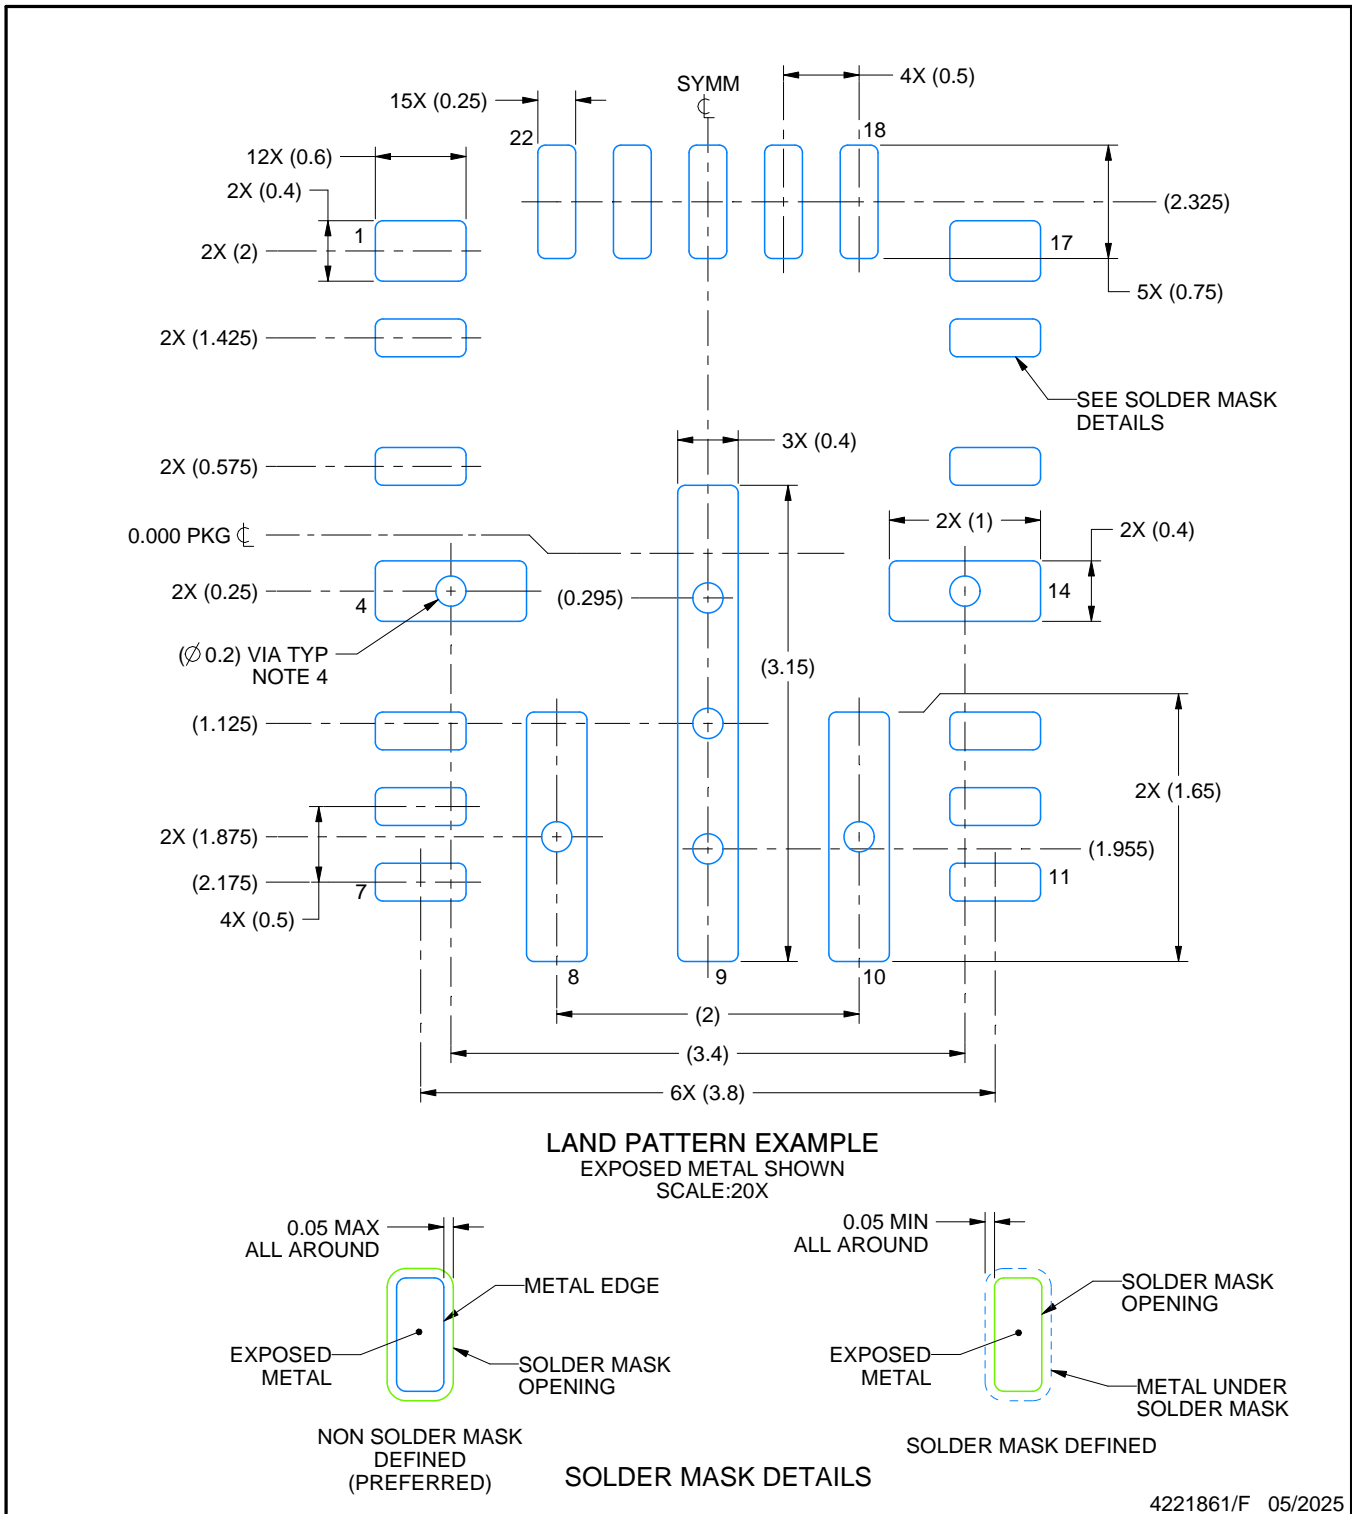 SYMM
4X (0.5)
15X (0.25)
22
18
12X (0.6)
2X (0.4)
(2.325)
1
17
2X (2)
5X (0.75)
2X (1.425)
SEE SOLDER MASK
DETAILS
3X (0.4)
2X (0.575)
2X (1)
2X (0.4)
0.000 PKG ℄
2X (0.25)
4
(0.295)
14
(∅ 0.2) VIA TYP
NOTE 4
(3.15)
(1.125)
2X (1.65)
2X (1.875)
(1.955)
(2.175)
7
11
4X (0.5)
8
9
10
(2)
(3.4)
6X (3.8)
LAND PATTERN EXAMPLE
EXPOSED METAL SHOWN
SCALE:20X
0.05 MAX
ALL AROUND
METAL EDGE
EXPOSED
METAL
SOLDER MASK
OPENING
NON SOLDER MASK
DEFINED
(PREFERRED)
0.05 MIN
ALL AROUND
SOLDER MASK
OPENING
EXPOSED
METAL
METAL UNDER
SOLDER MASK
SOLDER MASK DEFINED
SOLDER MASK DETAILS
4221861/F 05/2025